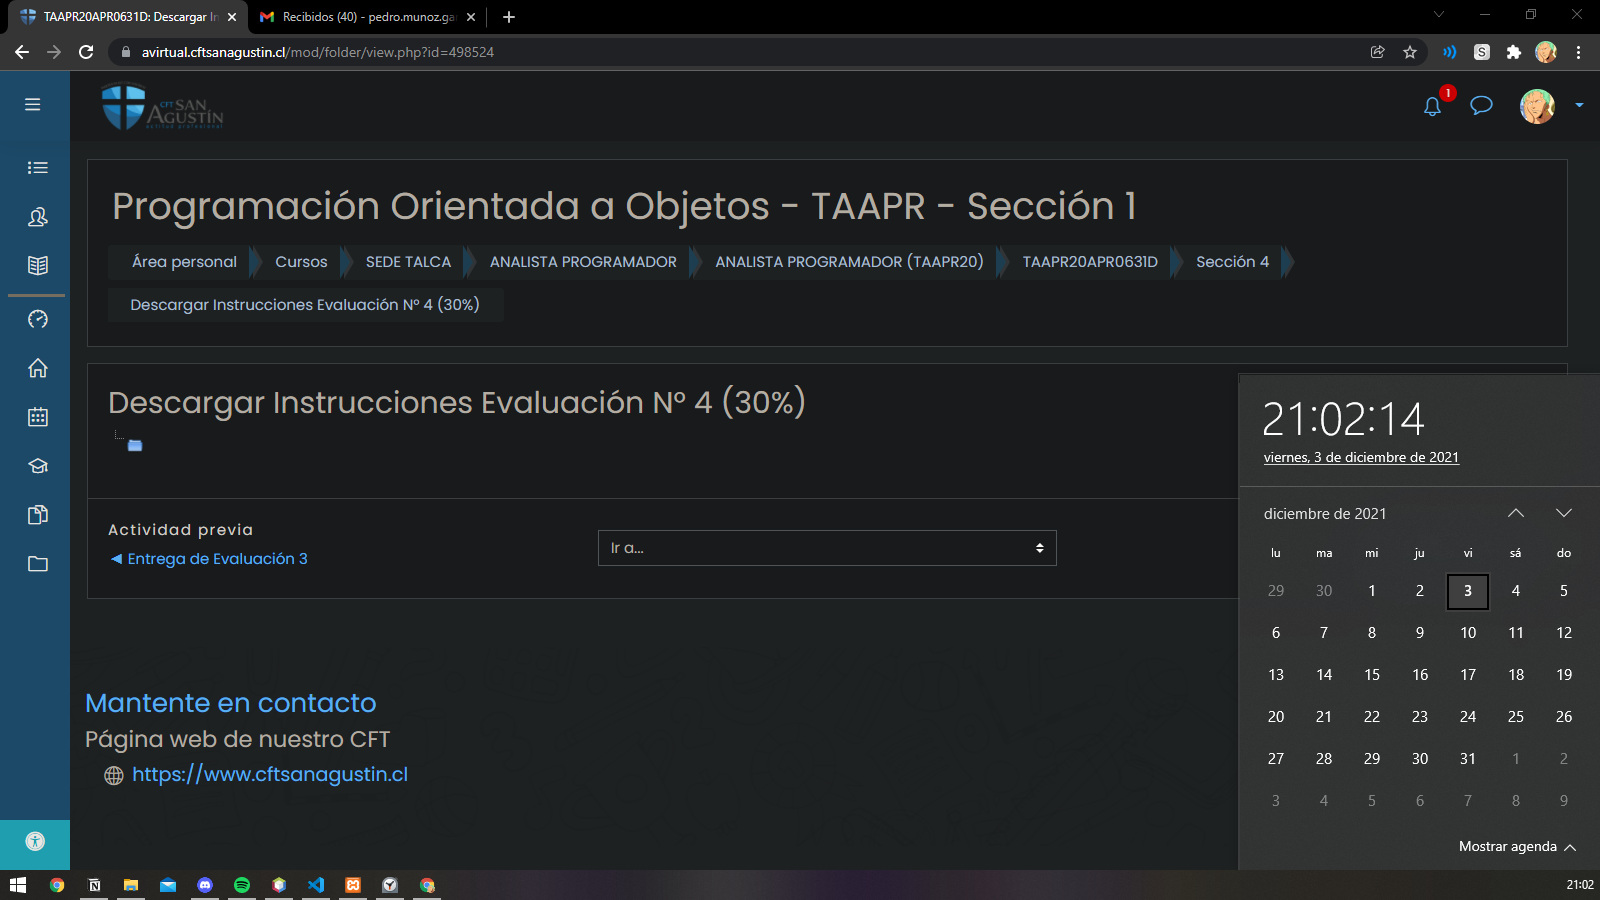 TAAPR20APR0631D: Descargar In
Recibidos (40) - pedro.munoz.ga
avirtual.cftsanagustin.cl/mod/folder/view.php?id=498524
S
CFT SAN
AGUSTÍN
actitud profesional
1
Programación Orientada a Objetos - TAAPR - Sección 1
Área personal
Cursos
SEDE TALCA
ANALISTA PROGRAMADOR
ANALISTA PROGRAMADOR (TAAPR20)
TAAPR20APR0631D
Sección 4
Descargar Instrucciones Evaluación Nº 4 (30%)
Descargar Instrucciones Evaluación Nº 4 (30%)
Actividad previa
◄ Entrega de Evaluación 3
Ir a...
Mantente en contacto
Página web de nuestro CFT
https://www.cftsanagustin.cl
21:02:14
viernes, 3 de diciembre de 2021
diciembre de 2021
lu ma mi ju vi sá do
29 30 1 2 3 4 5
6 7 8 9 10 11 12
13 14 15 16 17 18 19
20 21 22 23 24 25 26
27 28 29 30 31 1 2
3 4 5 6 7 8 9
Mostrar agenda
21:02